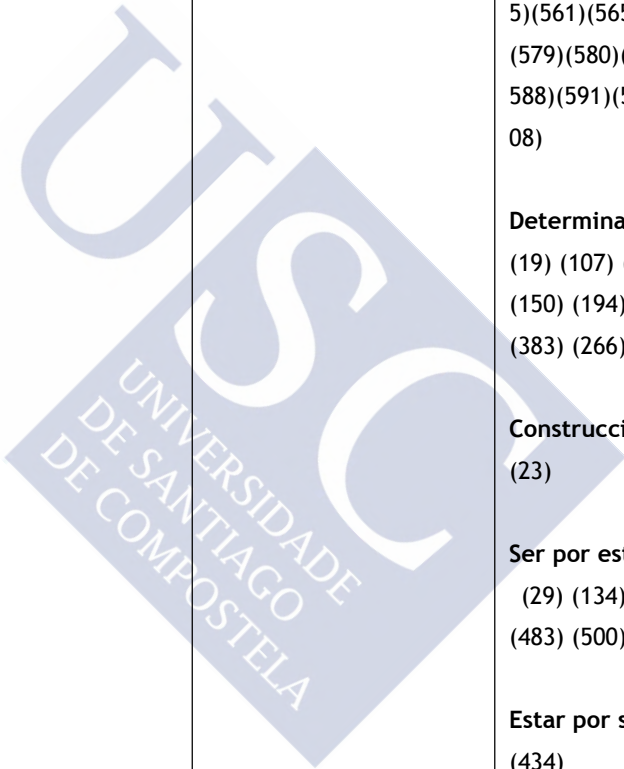 5)(561)(565
(579)(580)(
588)(591)(5
08)
Determina
(19) (107) (
(150) (194)
(383) (266)
Construcci
(23)
Ser por est
(29) (134)
(483) (500)
Estar por s
(434)
USC
UNIVERSIDADE
DE SANTIAGO
DE COMPOSTELA